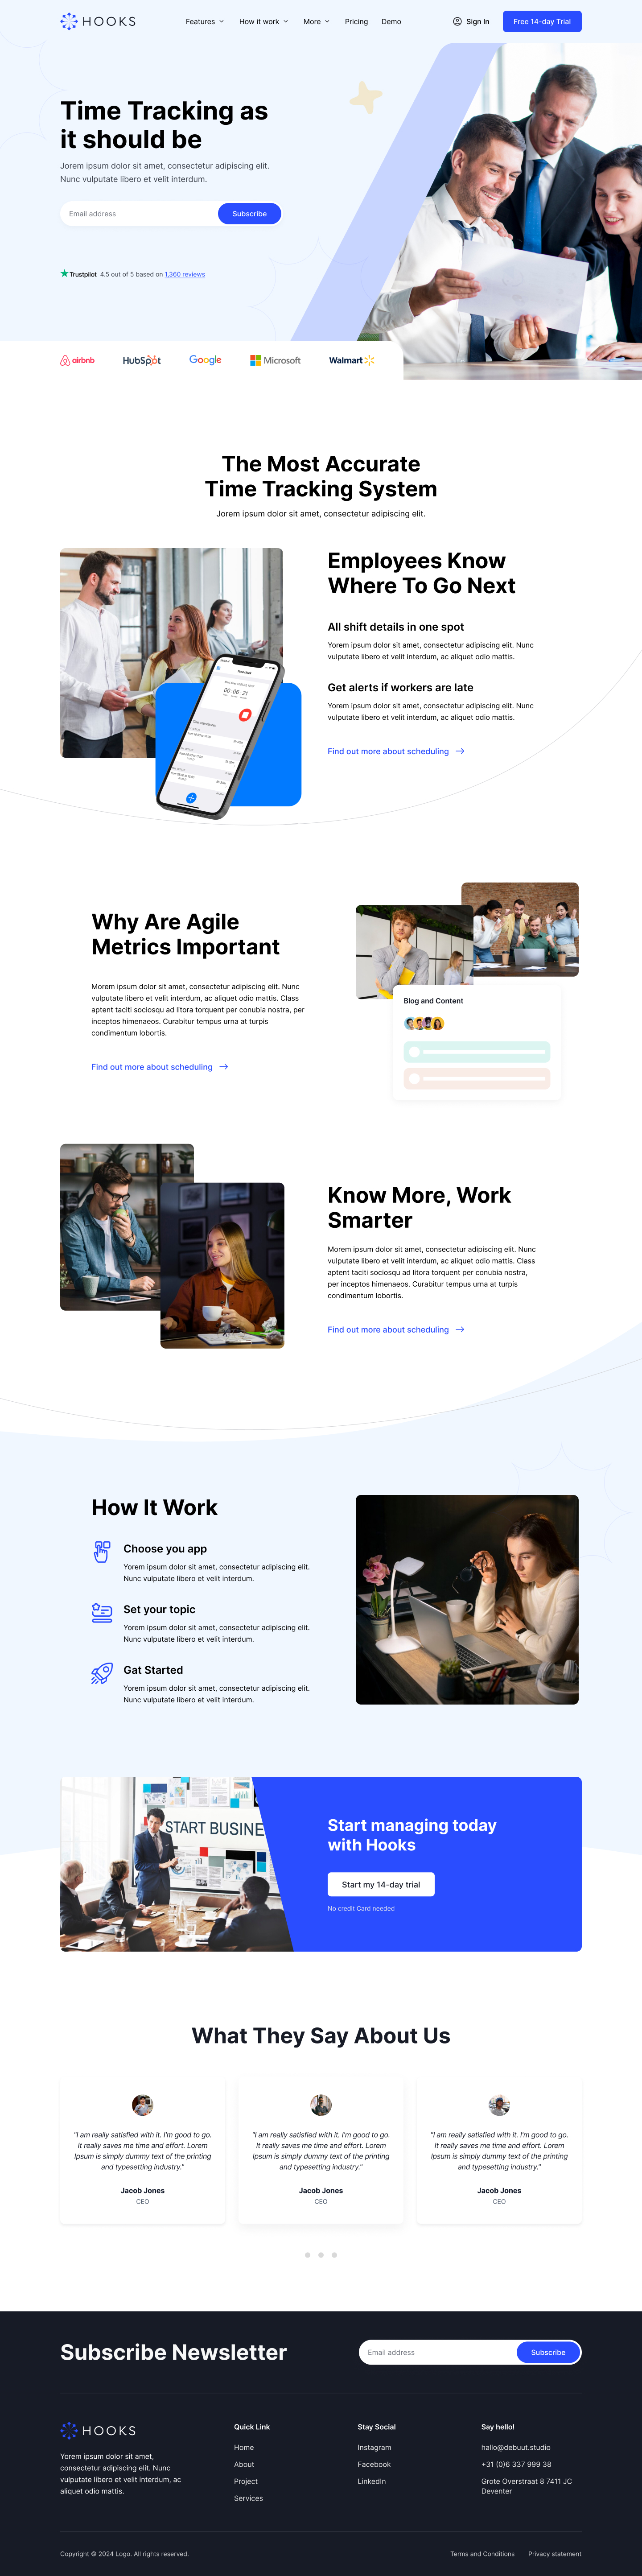 HOOKS
Features
How it work
More
Pricing
Demo
Sign In
Free 14-day Trial
Time Tracking as
it should be
Jorem ipsum dolor sit amet, consectetur adipiscing elit.
Nunc vulputate libero et velit interdum.
Email address
Subscribe
Trustpilot 4.5 out of 5 based on 1,360 reviews
airbnb
HubSpot
Google
Microsoft
Walmart
The Most Accurate
Time Tracking System
Jorem ipsum dolor sit amet, consectetur adipiscing elit.
Employees Know
Where To Go Next
All shift details in one spot
Yorem ipsum dolor sit amet, consectetur adipiscing elit. Nunc
vulputate libero et velit interdum, ac aliquet odio mattis.
Get alerts if workers are late
Yorem ipsum dolor sit amet, consectetur adipiscing elit. Nunc
vulputate libero et velit interdum, ac aliquet odio mattis.
Find out more about scheduling
Time clock
00:06:21
Why Are Agile
Metrics Important
Morem ipsum dolor sit amet, consectetur adipiscing elit. Nunc
vulputate libero et velit interdum, ac aliquet odio mattis. Class
aptent taciti sociosqu ad litora torquent per conubia nostra, per
inceptos himenaeos. Curabitur tempus urna at turpis
condimentum lobortis.
Find out more about scheduling
Blog and Content
Know More, Work
Smarter
Morem ipsum dolor sit amet, consectetur adipiscing elit. Nunc
vulputate libero et velit interdum, ac aliquet odio mattis. Class
aptent taciti sociosqu ad litora torquent per conubia nostra,
per inceptos himenaeos. Curabitur tempus urna at turpis
condimentum lobortis.
Find out more about scheduling
How It Work
Choose you app
Yorem ipsum dolor sit amet, consectetur adipiscing elit.
Nunc vulputate libero et velit interdum.
Set your topic
Yorem ipsum dolor sit amet, consectetur adipiscing elit.
Nunc vulputate libero et velit interdum.
Gat Started
Yorem ipsum dolor sit amet, consectetur adipiscing elit.
Nunc vulputate libero et velit interdum.
START BUSINE
Start managing today
with Hooks
Start my 14-day trial
No credit Card needed
What They Say About Us
"I am really satisfied with it. I'm good to go.
It really saves me time and effort. Lorem
Ipsum is simply dummy text of the printing
and typesetting industry."
Jacob Jones
CEO
"I am really satisfied with it. I'm good to go.
It really saves me time and effort. Lorem
Ipsum is simply dummy text of the printing
and typesetting industry."
Jacob Jones
CEO
"I am really satisfied with it. I'm good to go.
It really saves me time and effort. Lorem
Ipsum is simply dummy text of the printing
and typesetting industry."
Jacob Jones
CEO
Subscribe Newsletter
Email address
Subscribe
HOOKS
Yorem ipsum dolor sit amet,
consectetur adipiscing elit. Nunc
vulputate libero et velit interdum, ac
aliquet odio mattis.
Quick Link
Home
About
Project
Services
Stay Social
Instagram
Facebook
LinkedIn
Say hello!
hallo@debuut.studio
+31 (0)6 337 999 38
Grote Overstraat 8 7411 JC
Deventer
Copyright © 2024 Logo. All rights reserved.
Terms and Conditions
Privacy statement